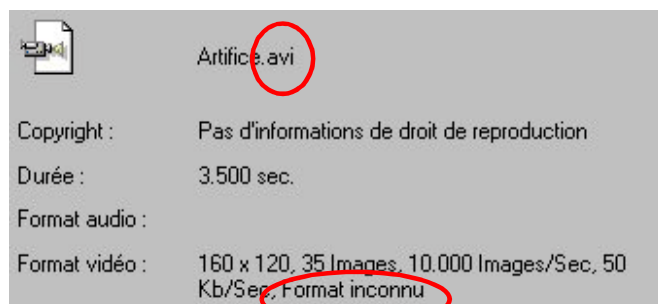 Artifice.avi
Copyright : Pas d'informations de droit de reproduction
Durée : 3.500 sec.
Format audio :
Format vidéo : 160 x 120, 35 Images, 10.000 Images/Sec, 50
Kb/Sec, Format inconnu